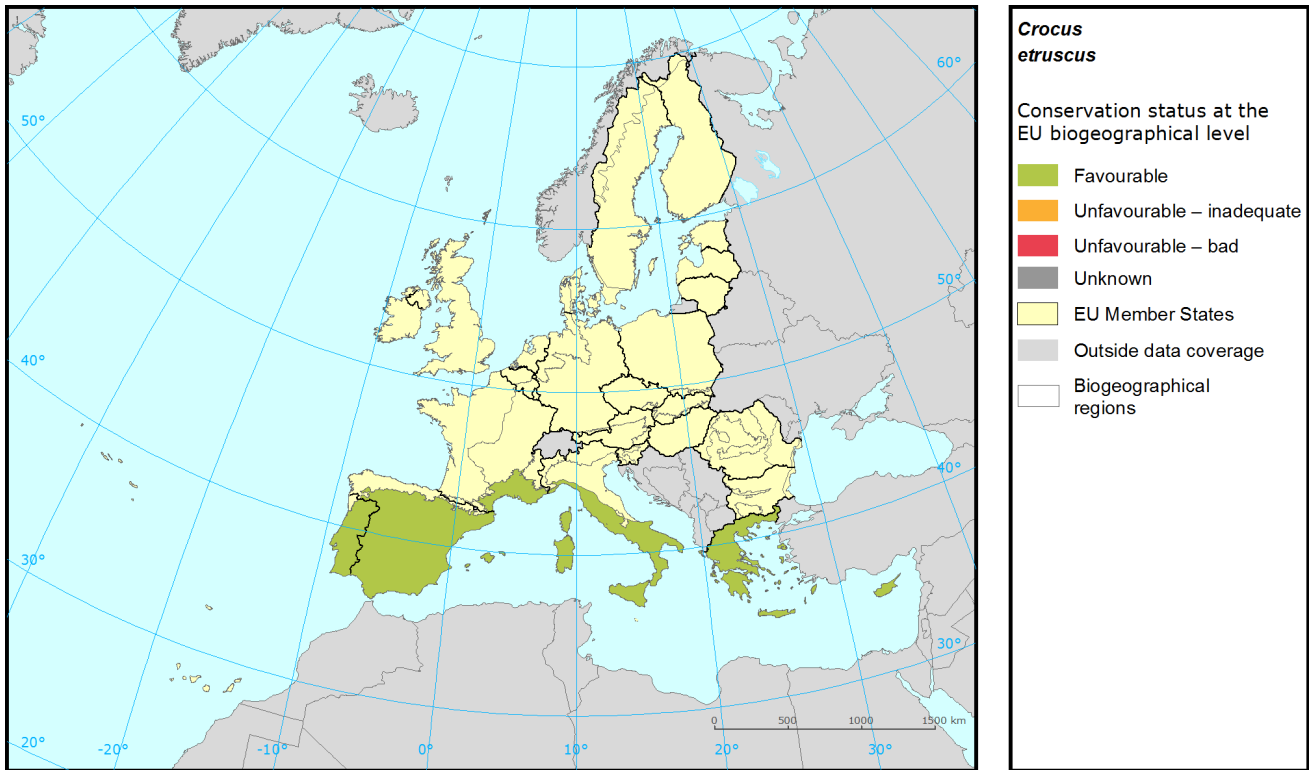 60°
50°
50°
40°
40°
30°
30°
20°
-20°
-10°
0°
10°
20°
30°
0 500 1000 1500 km
Crocus
etruscus
Conservation status at the
EU biogeographical level
Favourable
Unfavourable – inadequate
Unfavourable – bad
Unknown
EU Member States
Outside data coverage
Biogeographical
regions